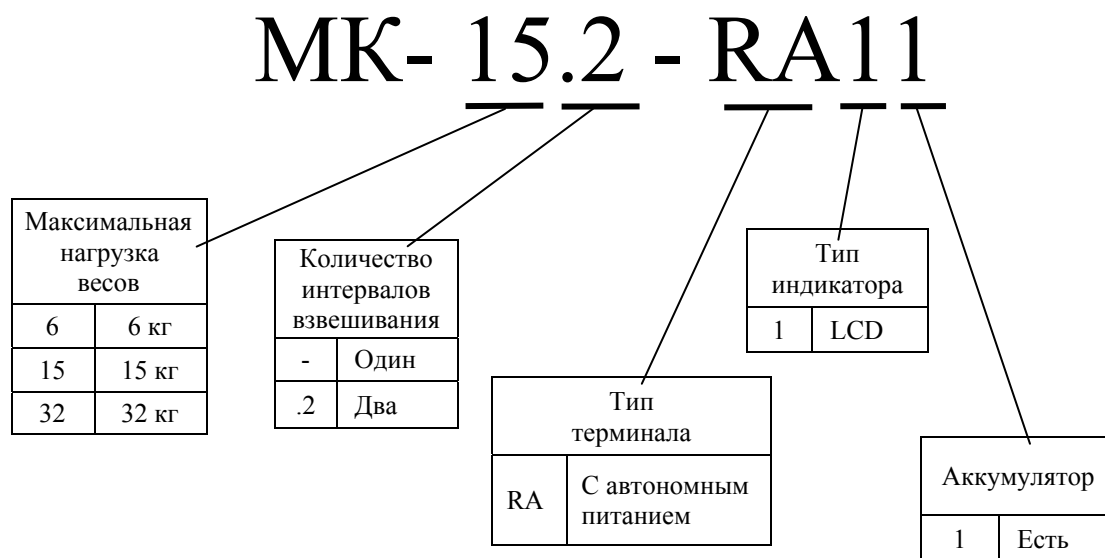 МК- 15.2 - RA11
Максимальная
нагрузка
весов
6 6 кг
15 15 кг
32 32 кг
Количество
интервалов
взвешивания
- Один
.2 Два
Тип
терминала
RA С автономным
питанием
Тип
индикатора
1 LCD
Аккумулятор
1 Есть